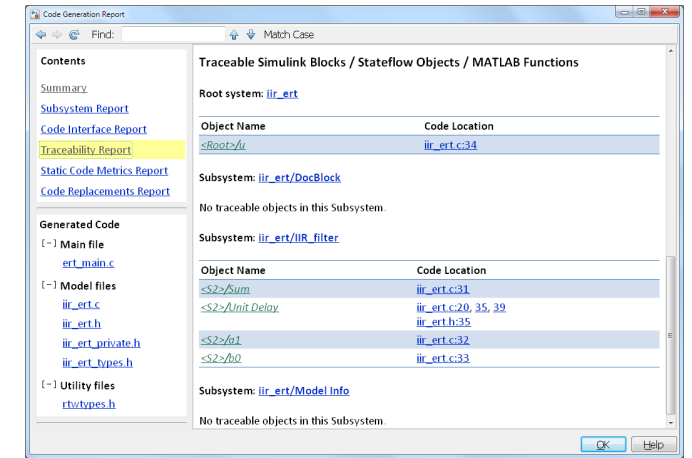 Code Generation Report
Find:
Match Case
Contents
Summary
Subsystem Report
Code Interface Report
Traceability Report
Static Code Metrics Report
Code Replacements Report
Generated Code
[-] Main file
ert_main.c
[-] Model files
iir_ert.c
iir_ert.h
iir_ert_private.h
iir_ert_types.h
[-] Utility files
rtwtypes.h
Traceable Simulink Blocks / Stateflow Objects / MATLAB Functions
Root system: iir_ert
Object Name Code Location
<Root>/u iir_ert.c:34
Subsystem: iir_ert/DocBlock
No traceable objects in this Subsystem.
Subsystem: iir_ert/IIR_filter
Object Name Code Location
<S2>/Sum iir_ert.c:31
<S2>/Unit Delay iir_ert.c:20, 35, 39
iir_ert.h:35
<S2>/a1 iir_ert.c:32
<S2>/b0 iir_ert.c:33
Subsystem: iir_ert/Model Info
No traceable objects in this Subsystem.
OK Help